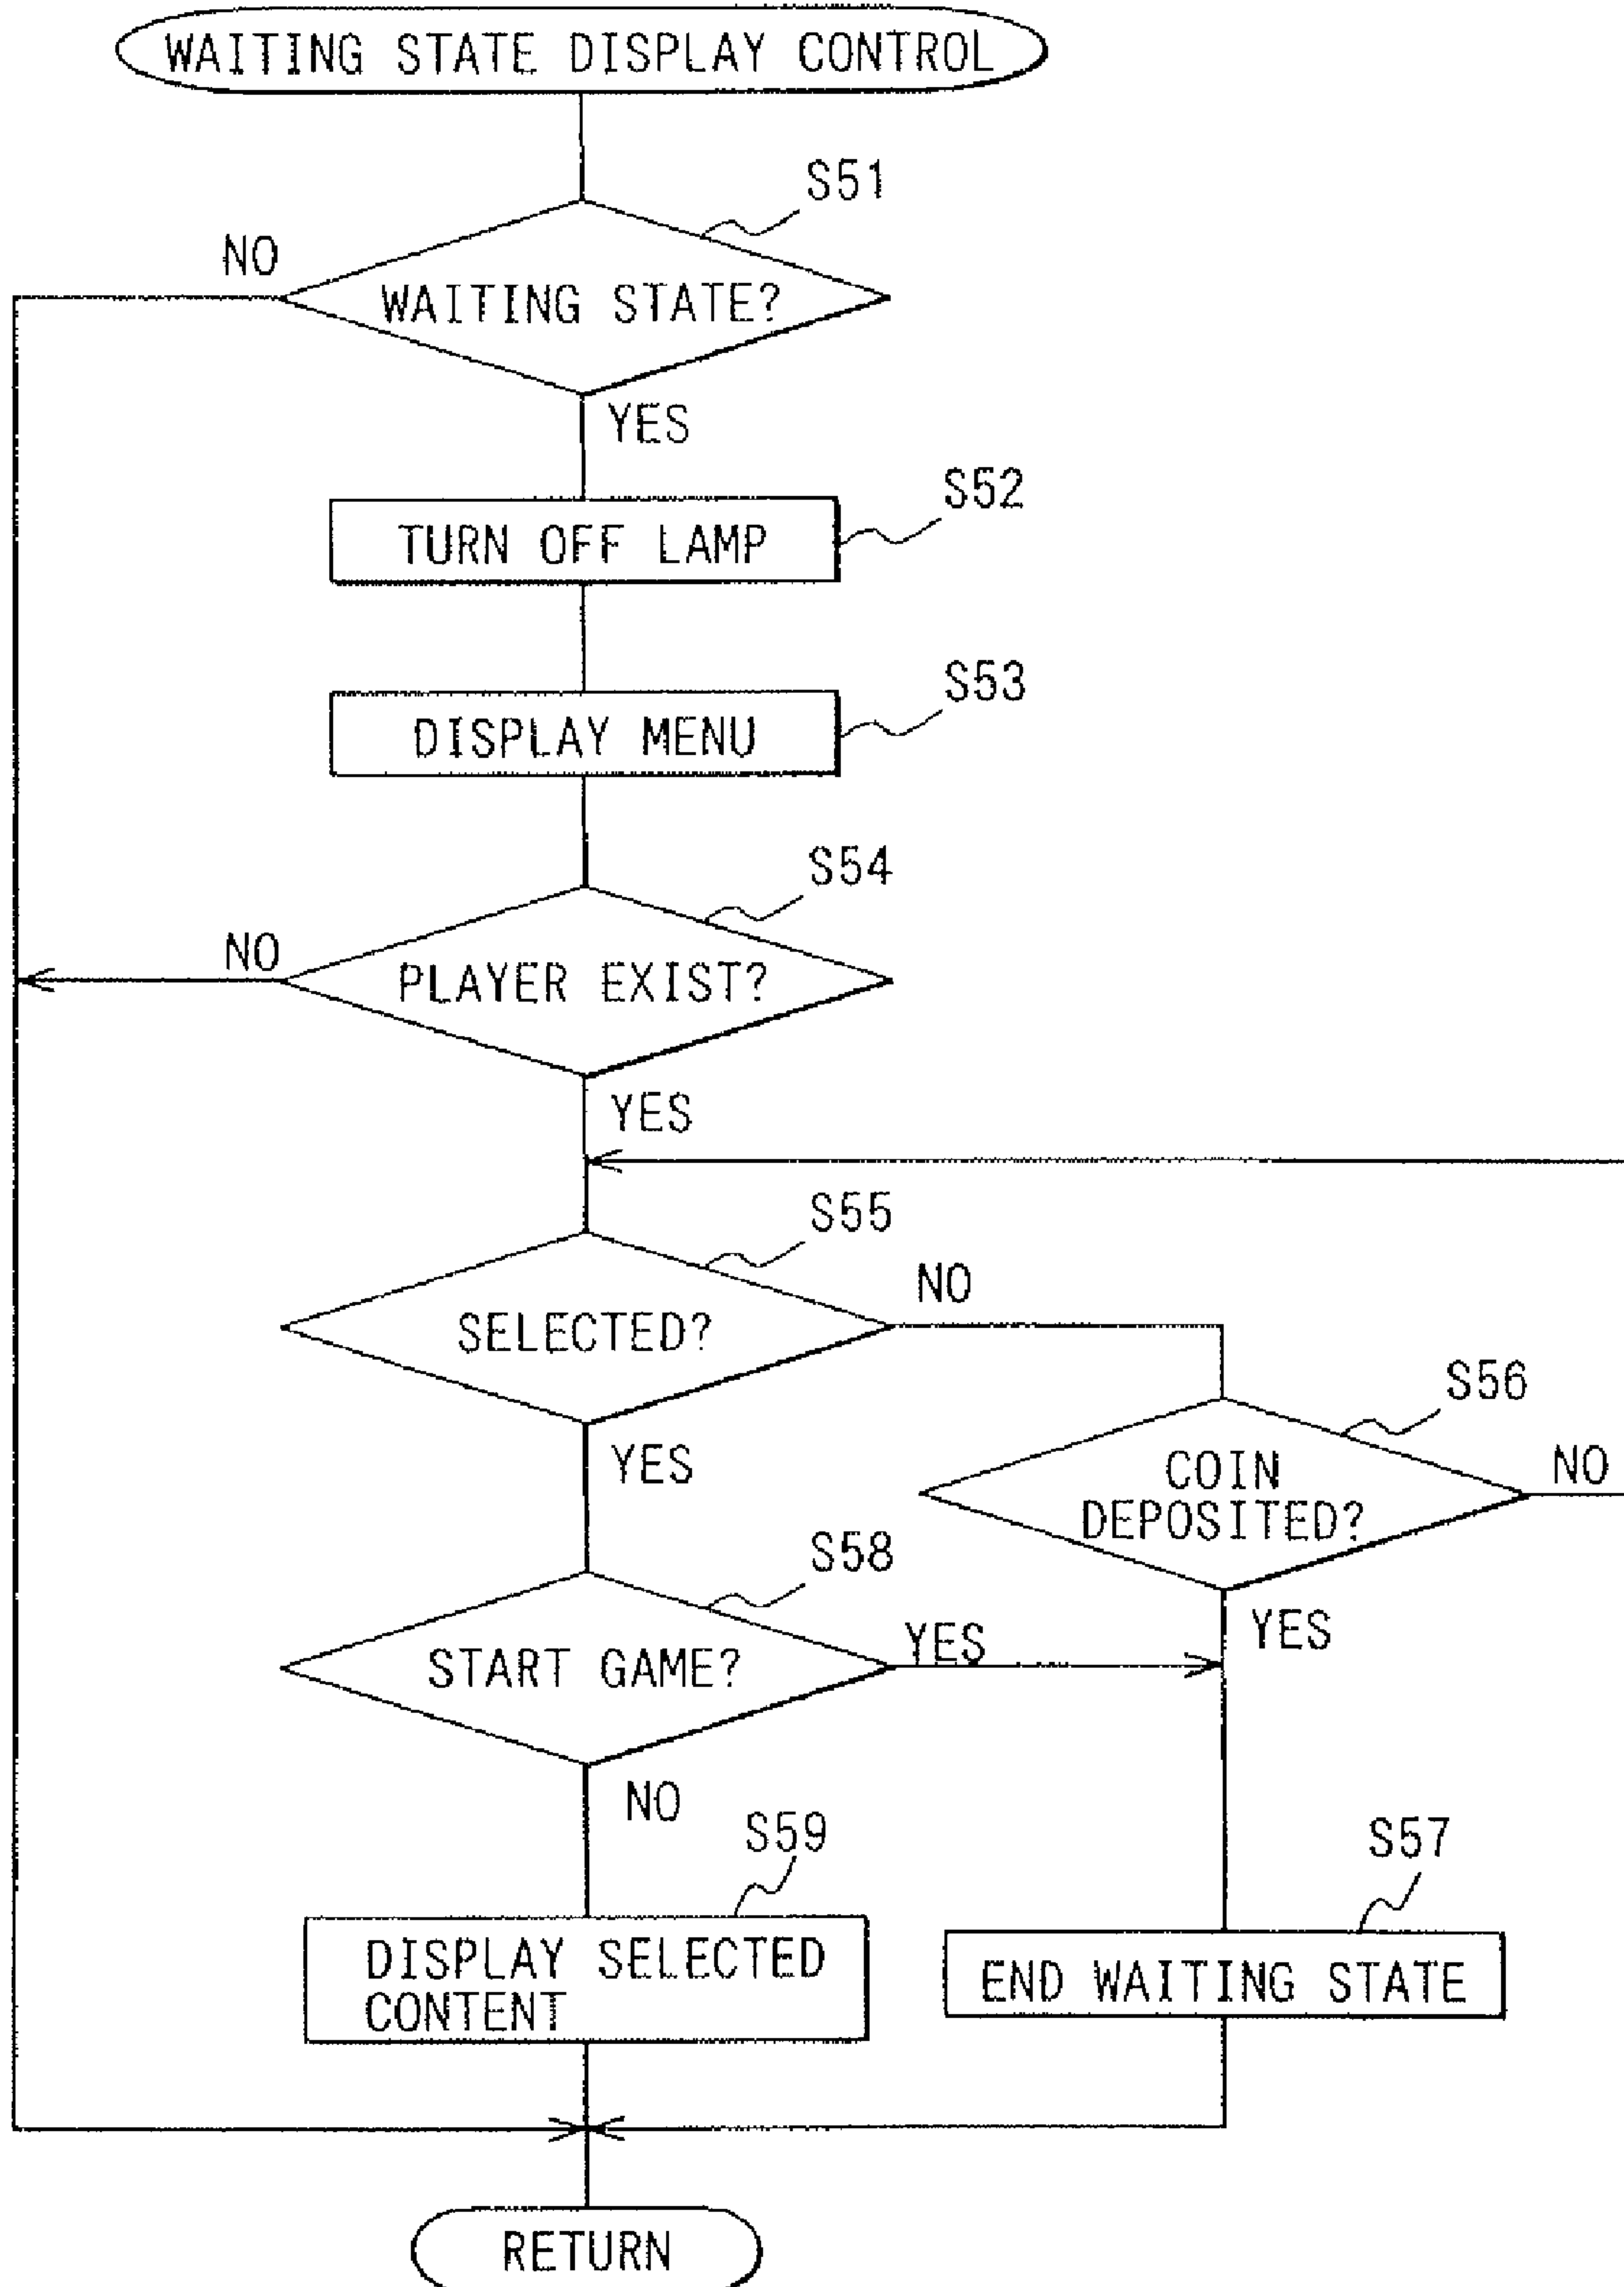 WAITING STATE DISPLAY CONTROL
S51
NO
WAITING STATE?
YES
S52
TURN OFF LAMP
S53
DISPLAY MENU
S54
NO
PLAYER EXIST?
YES
S55
NO
SELECTED?
S56
YES
COIN
DEPOSITED?
NO
S58
YES
START GAME?
YES
NO
S59
S57
DISPLAY SELECTED
CONTENT
END WAITING STATE
RETURN